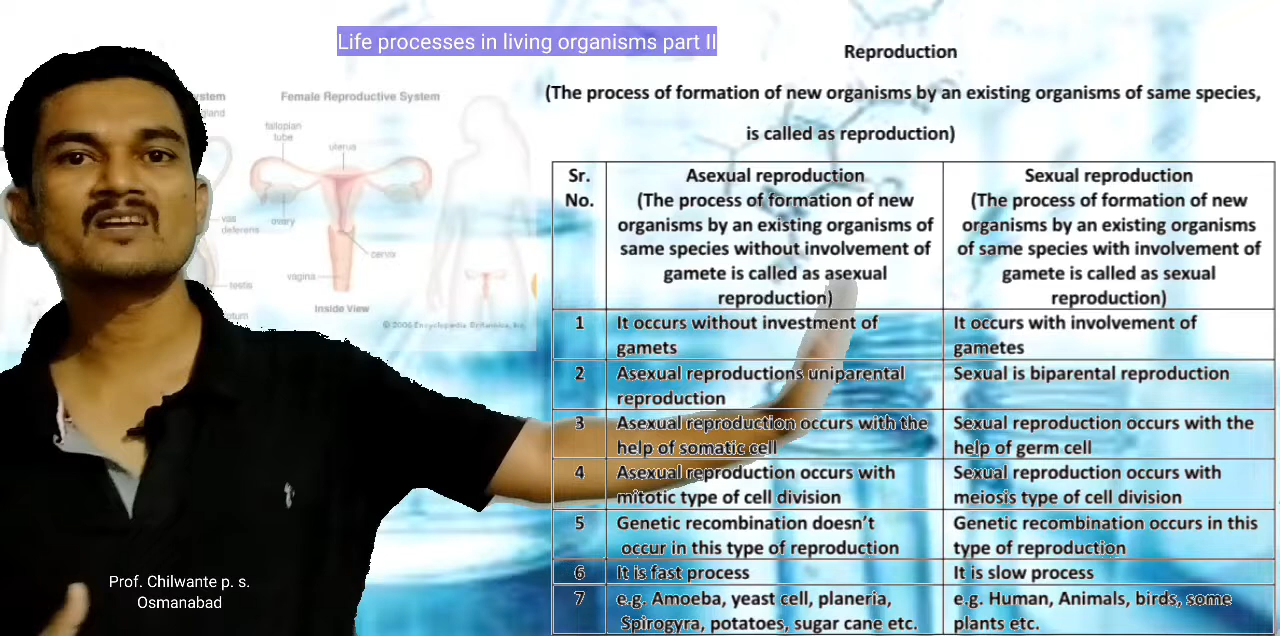 Life processes in living organisms part II
Reproduction
(The process of formation of new organisms by an existing organisms of same species,
is called as reproduction)
Sr.
No.
Asexual reproduction
(The process of formation of new
organisms by an existing organisms of
same species without involvement of
gamete is called as asexual
reproduction)
Sexual reproduction
(The process of formation of new
organisms by an existing organisms
of same species with involvement of
gamete is called as sexual
reproduction)
1
It occurs without investment of
gamets
It occurs with involvement of
gametes
2
Asexual reproductions uniparental
reproduction
Sexual is biparental reproduction
3
Asexual reproduction occurs with the
help of somatic cell
Sexual reproduction occurs with the
help of germ cell
4
Asexual reproduction occurs with
mitotic type of cell division
Sexual reproduction occurs with
meiosis type of cell division
5
Genetic recombination doesn't
occur in this type of reproduction
Genetic recombination occurs in this
type of reproduction
6
It is fast process
It is slow process
7
e.g. Amoeba, yeast cell, planeria,
Spirogyra, potatoes, sugar cane etc.
e.g. Human, Animals, birds, some
plants etc.
Female Reproductive System
fallopian
tube
uterus
ovary
cervix
vagina
Inside View
© 2006 Encyclopædia Britannica, Inc.
vas
deferens
testis
Prof. Chilwante p. s.
Osmanabad